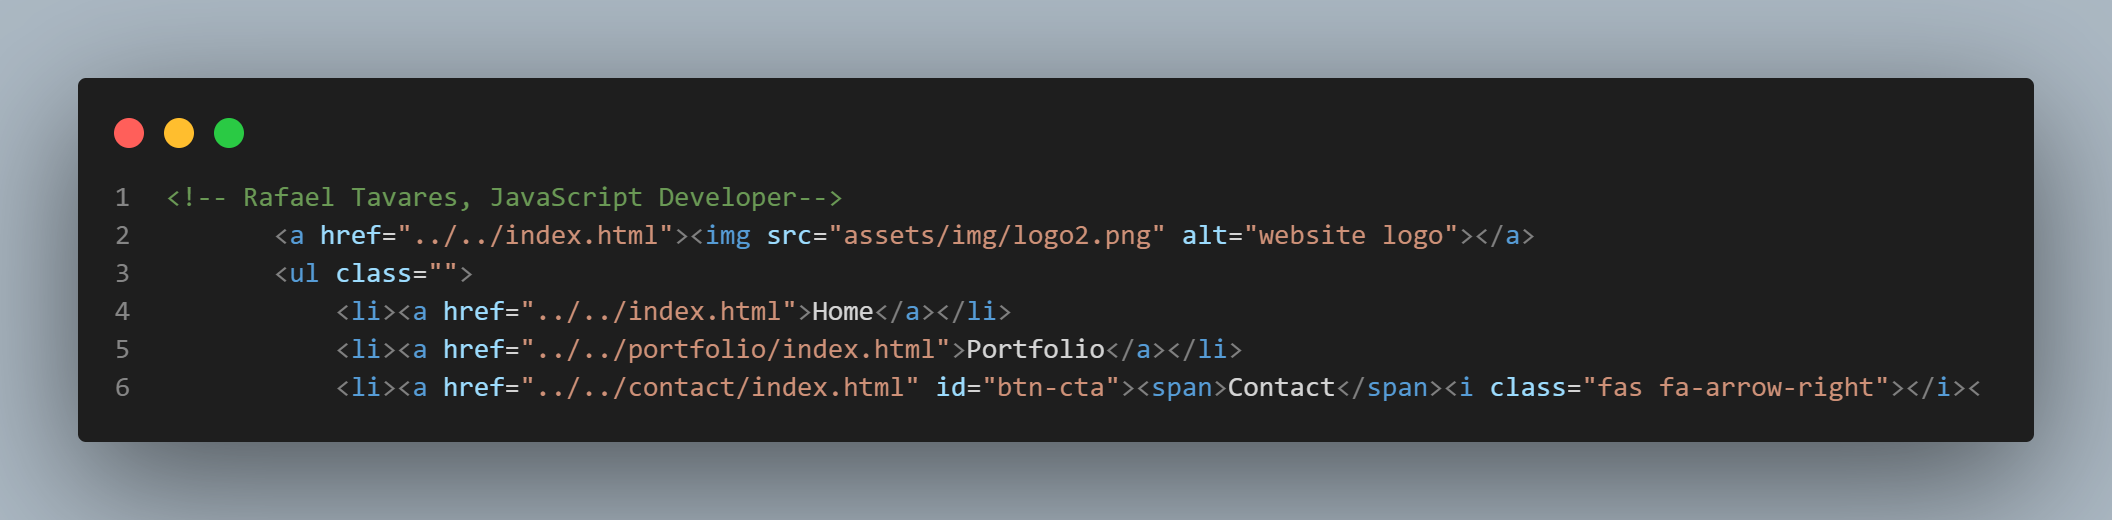 1 <!-- Rafael Tavares, JavaScript Developer-->
2 <a href="../../index.html"><img src="assets/img/logo2.png" alt="website logo"></a>
3 <ul class="">
4 <li><a href="../../index.html">Home</a></li>
5 <li><a href="../../portfolio/index.html">Portfolio</a></li>
6 <li><a href="../../contact/index.html" id="btn-cta"><span>Contact</span><i class="fas fa-arrow-right"></i><